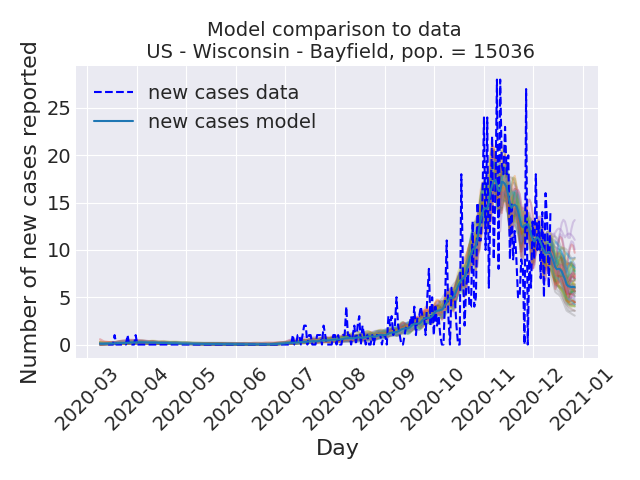 Model comparison to data
US - Wisconsin - Bayfield, pop. = 15036
Number of new cases reported
new cases data
new cases model
25
20
15
10
5
0
2020-03
2020-04
2020-05
2020-06
2020-07
2020-08
2020-09
2020-10
2020-11
2020-12
2021-01
Day